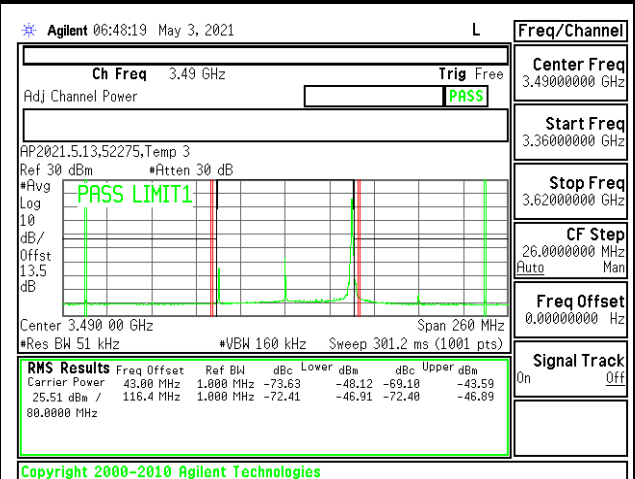 Agilent 06:48:19 May 3, 2021 L
Freq/Channel
Ch Freq 3.49 GHz Trig Free
Adj Channel Power PASS
AP2021.5.13,52275,Temp 3
Ref 30 dBm #Atten 30 dB
#Avg
Log
10
dB/
Offst
13.5
dB
PASS LIMIT1
Center 3.490 00 GHz Span 260 MHz
#Res BW 51 kHz #VBW 160 kHz Sweep 301.2 ms (1001 pts)
RMS Results Freq Offset Ref BW dBc Lower dBm dBc Upper dBm
Carrier Power 43.00 MHz 1.000 MHz -73.63 -48.12 -69.10 -43.59
25.51 dBm / 116.4 MHz 1.000 MHz -72.41 -46.91 -72.40 -46.89
80.0000 MHz
Copyright 2000-2010 Agilent Technologies
Center Freq
3.49000000 GHz
Start Freq
3.36000000 GHz
Stop Freq
3.62000000 GHz
CF Step
26.0000000 MHz
Auto Man
Freq Offset
0.00000000 Hz
Signal Track
On Off